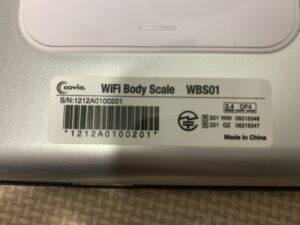 covia. WiFi Body Scale WBS01
S/N:1212A0100201
*1212A0100201*
2.4 DF4
R 201 WW 09215346
R 201 GZ 09215347
Made in China